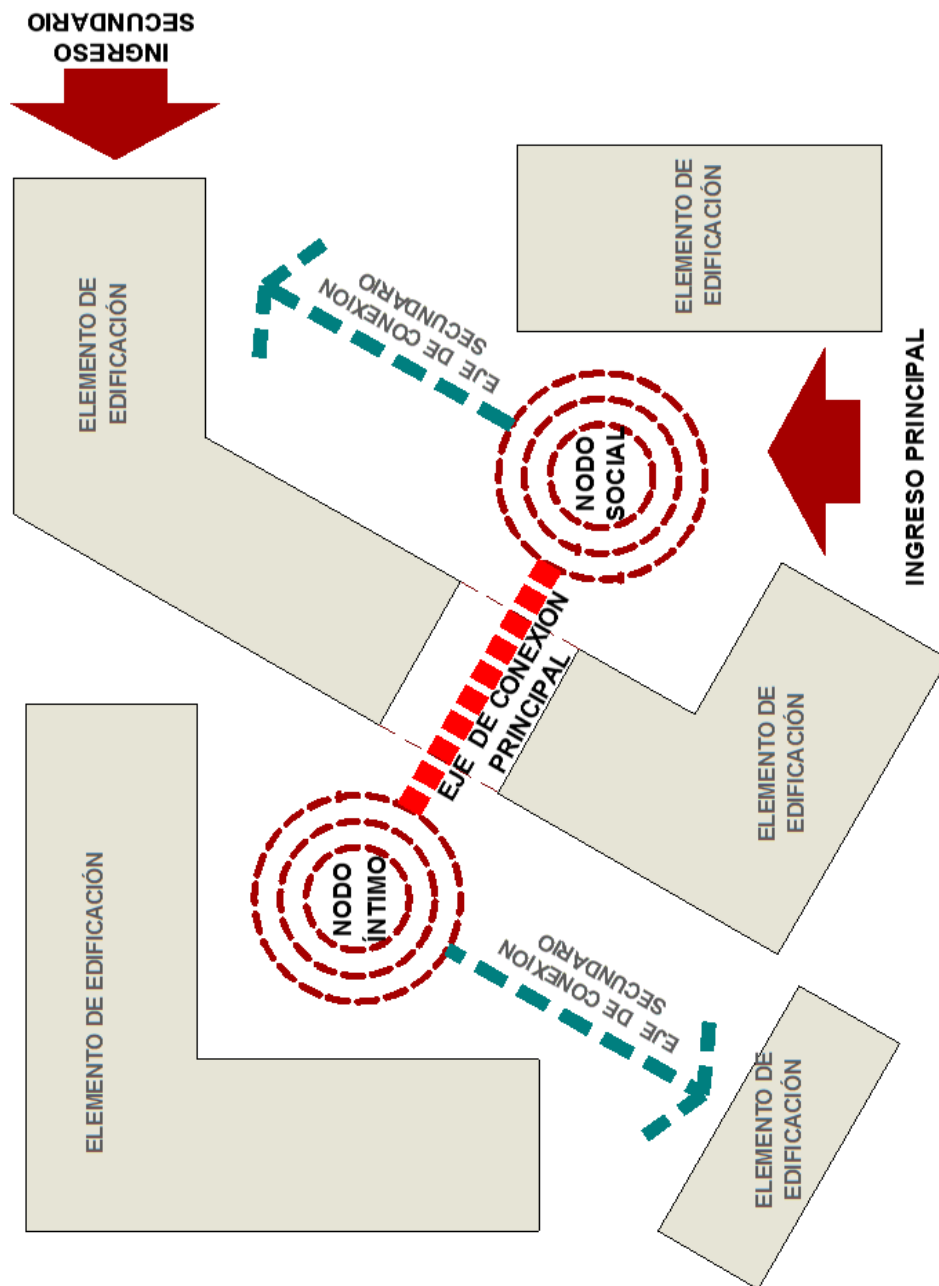 INGRESO
SECUNDARIO
ELEMENTO DE
EDIFICACIÓN
EJE DE CONEXION
SECUNDARIO
ELEMENTO DE
EDIFICACIÓN
NODO
SOCIAL
INGRESO PRINCIPAL
EJE DE CONEXION
PRINCIPAL
ELEMENTO DE
EDIFICACIÓN
NODO
ÍNTIMO
ELEMENTO DE EDIFICACIÓN
EJE DE CONEXION
SECUNDARIO
ELEMENTO DE
EDIFICACIÓN